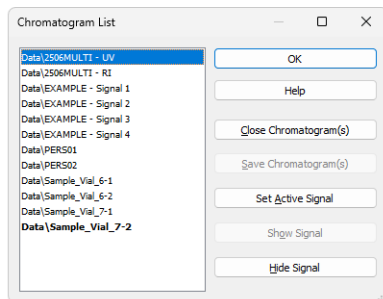 Chromatogram List
Data\2506MULTI - UV
Data\2506MULTI - RI
Data\EXAMPLE - Signal 1
Data\EXAMPLE - Signal 2
Data\EXAMPLE - Signal 3
Data\EXAMPLE - Signal 4
Data\PERS01
Data\PERS02
Data\Sample_Vial_6-1
Data\Sample_Vial_6-2
Data\Sample_Vial_7-1
Data\Sample_Vial_7-2
OK
Help
Close Chromatogram(s)
Save Chromatogram(s)
Set Active Signal
Show Signal
Hide Signal